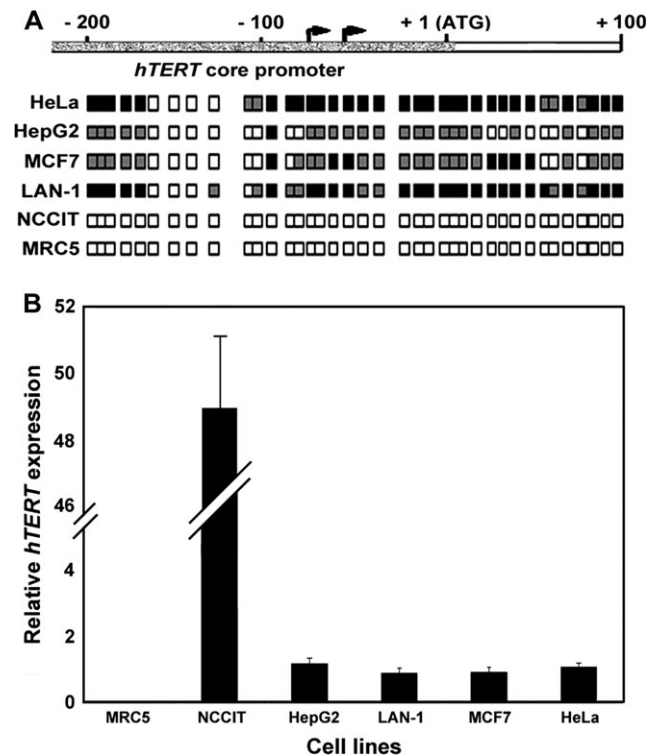 A
- 200 - 100 + 1 (ATG) + 100
hTERT core promoter
HeLa
HepG2
MCF7
LAN-1
NCCIT
MRC5
B
Relative hTERT expression
52
50
48
46
4
2
0
MRC5 NCCIT HepG2 LAN-1 MCF7 HeLa
Cell lines